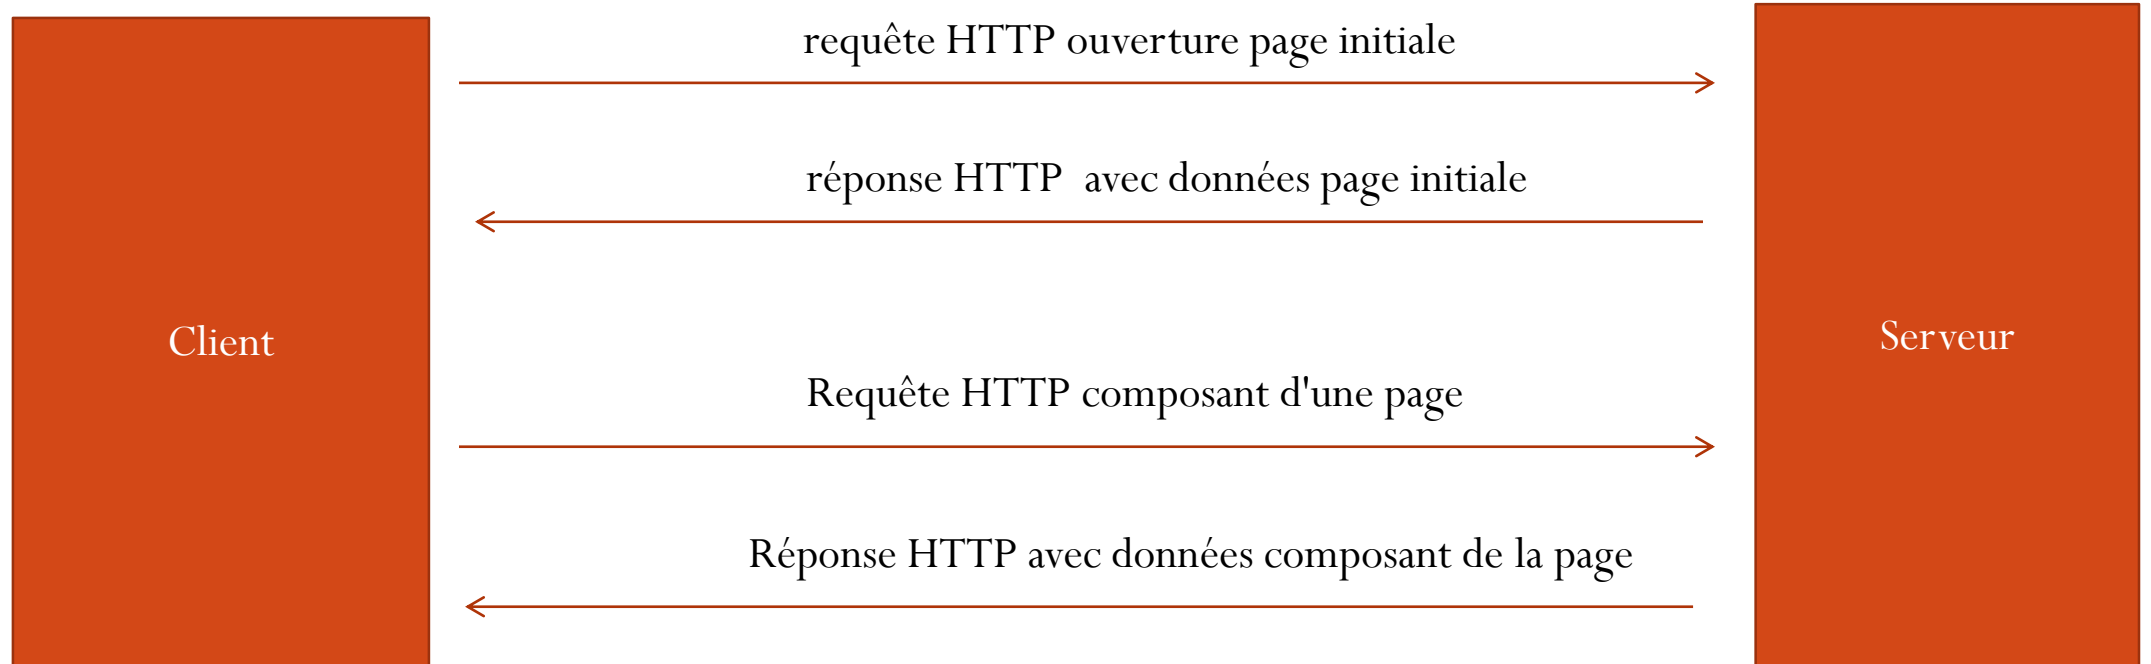 requête HTTP ouverture page initiale
réponse HTTP  avec données page initiale
Client
Serveur
Requête HTTP composant d'une page
Réponse HTTP avec données composant de la page